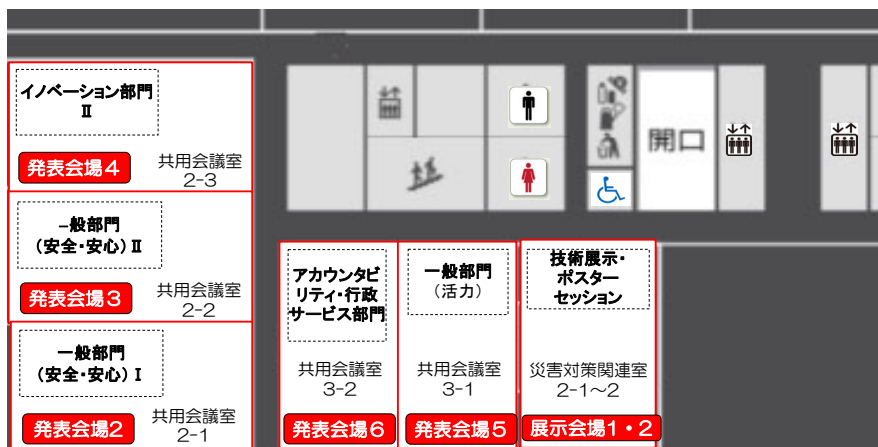 イノベーション部門
Ⅱ
発表会場4
共用会議室
2-3
一般部門
(安全・安心)Ⅱ
発表会場3
共用会議室
2-2
一般部門
(安全・安心)Ⅰ
発表会場2
共用会議室
2-1
開口
アカウンタビ
リティ・行政
サービス部門
共用会議室
3-2
発表会場6
一般部門
(活力)
共用会議室
3-1
発表会場5
技術展示・
ポスター
セッション
災害対策関連室
2-1~2
展示会場1・2